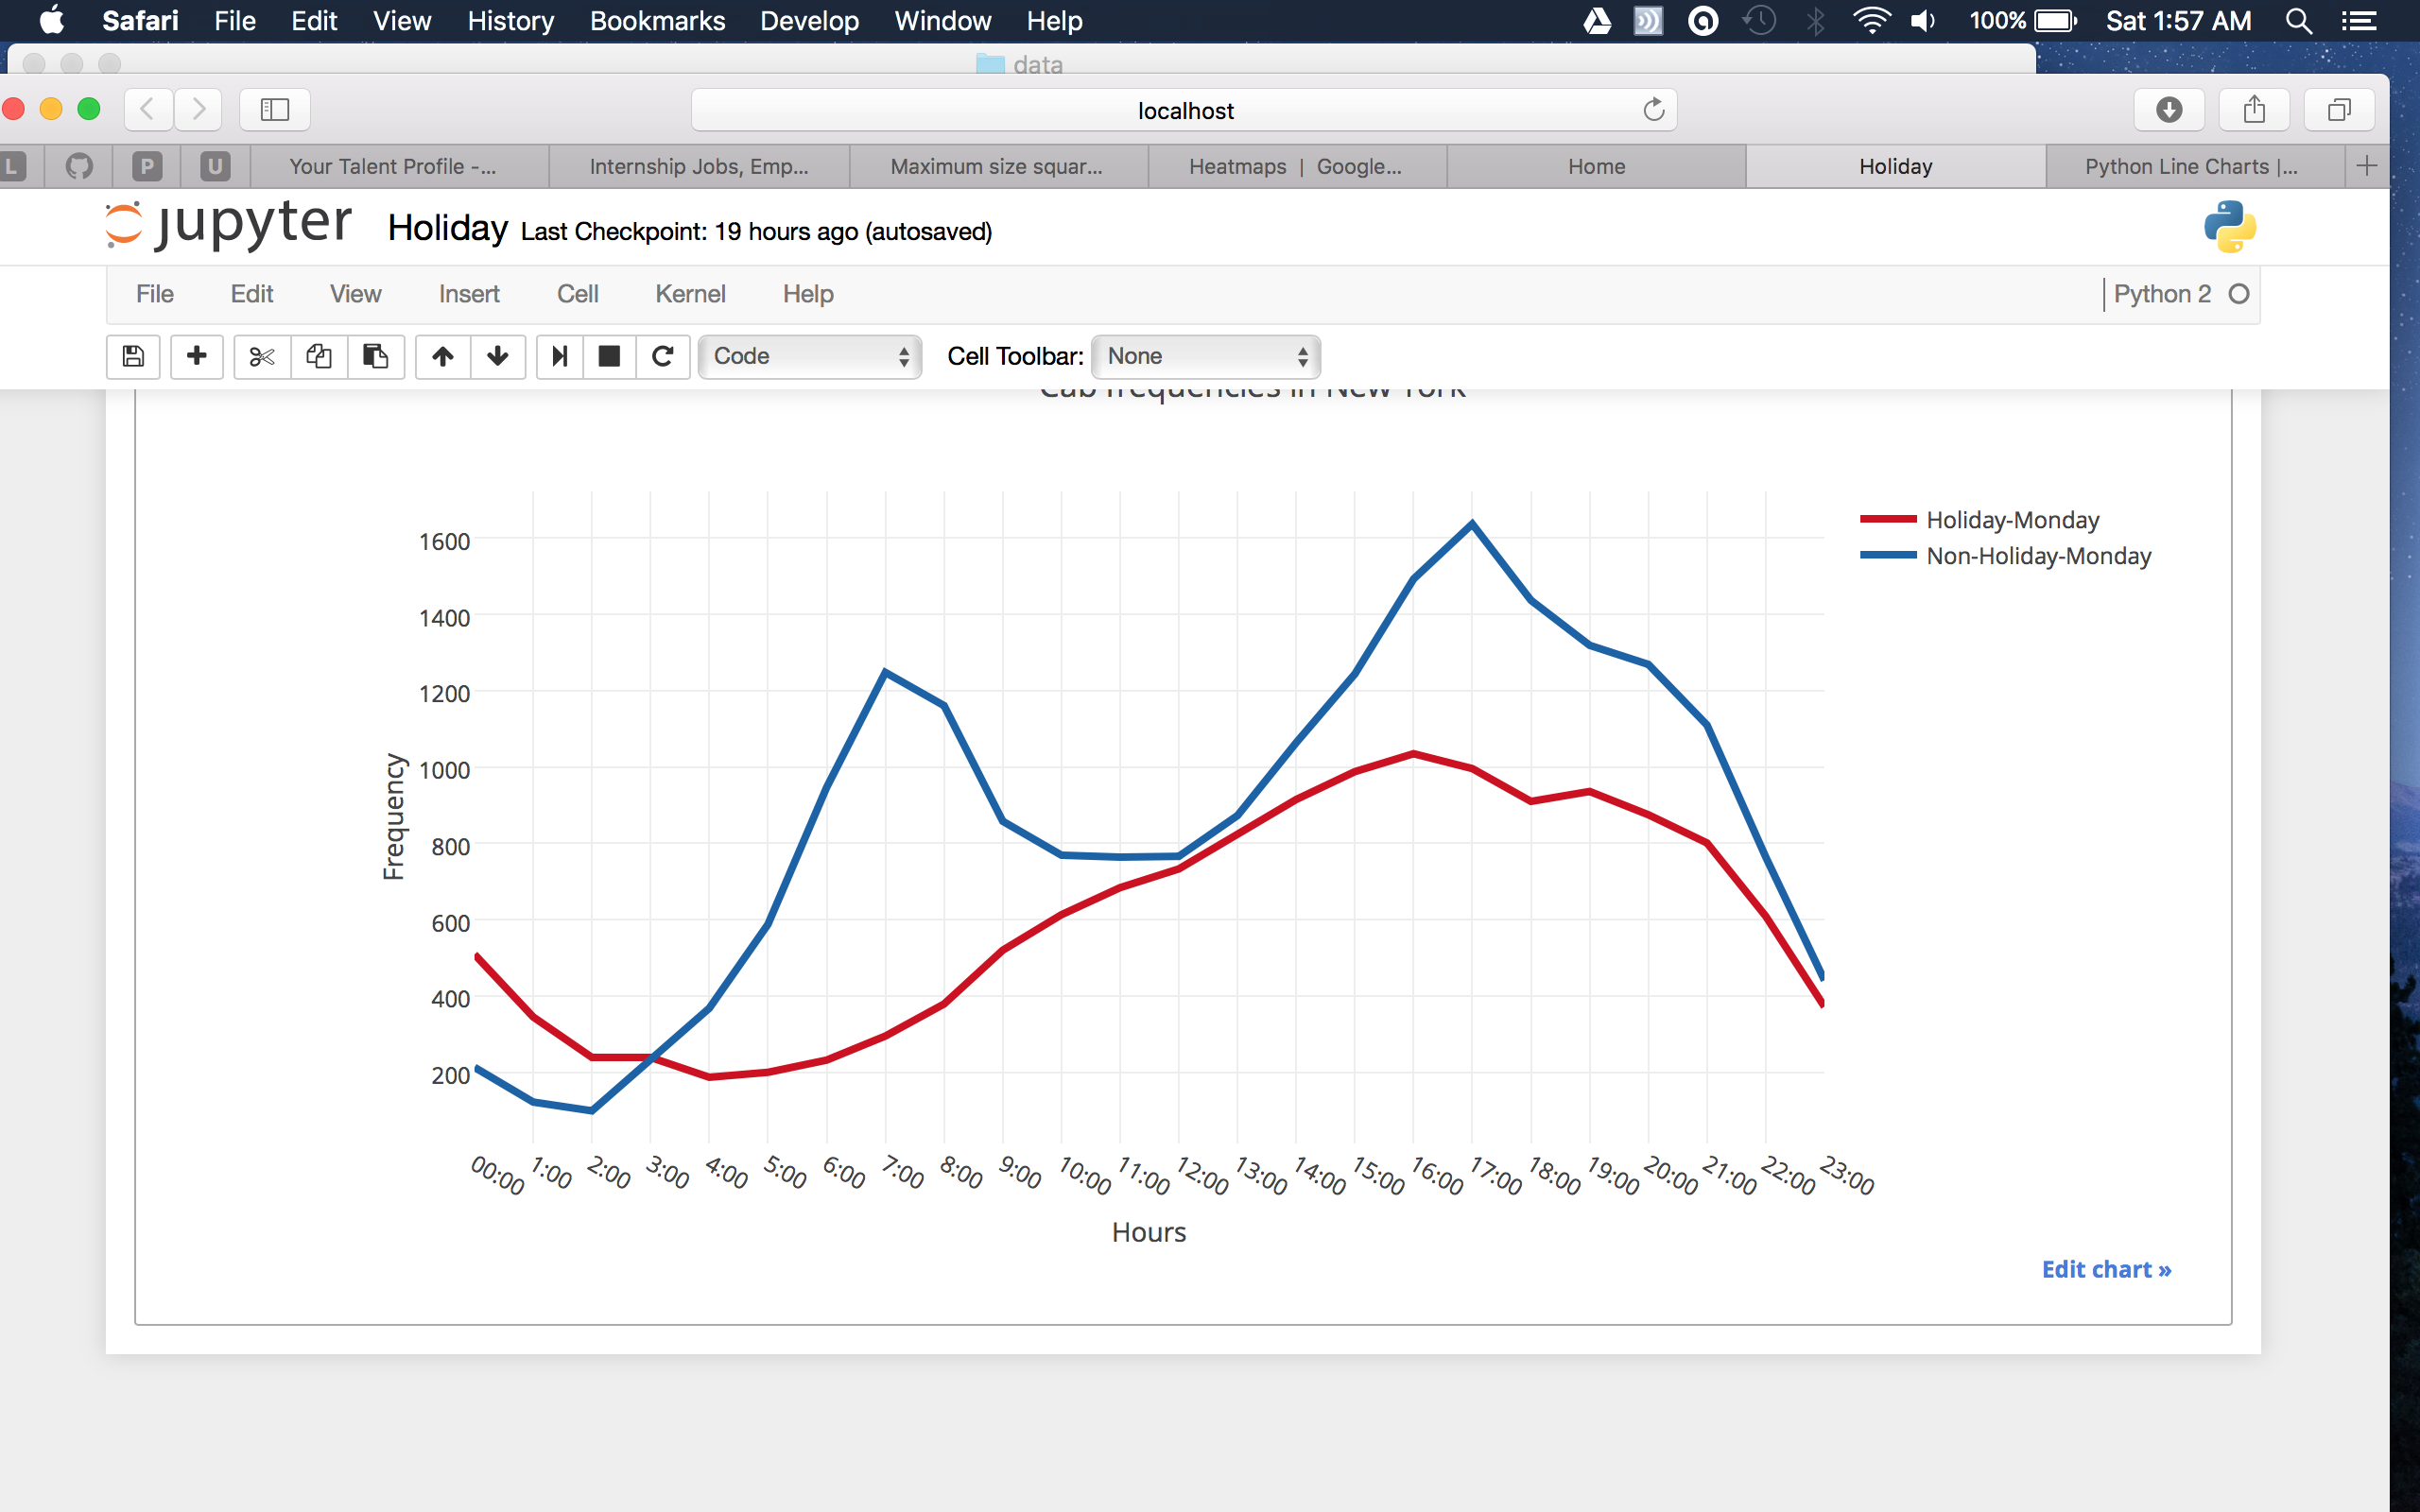 Safari File Edit View History Bookmarks Develop Window Help 100% Sat 1:57 AM
data
localhost
L P U Your Talent Profile -... Internship Jobs, Emp... Maximum size squar... Heatmaps | Google... Home Holiday Python Line Charts |...
jupyter Holiday Last Checkpoint: 19 hours ago (autosaved)
File Edit View Insert Cell Kernel Help Python 2
Code Cell Toolbar: None
Cab frequencies in New York
Holiday-Monday
Non-Holiday-Monday
1600
1400
1200
1000
800
600
400
200
Frequency
00:00 1:00 2:00 3:00 4:00 5:00 6:00 7:00 8:00 9:00 10:00 11:00 12:00 13:00 14:00 15:00 16:00 17:00 18:00 19:00 20:00 21:00 22:00 23:00
Hours
Edit chart »